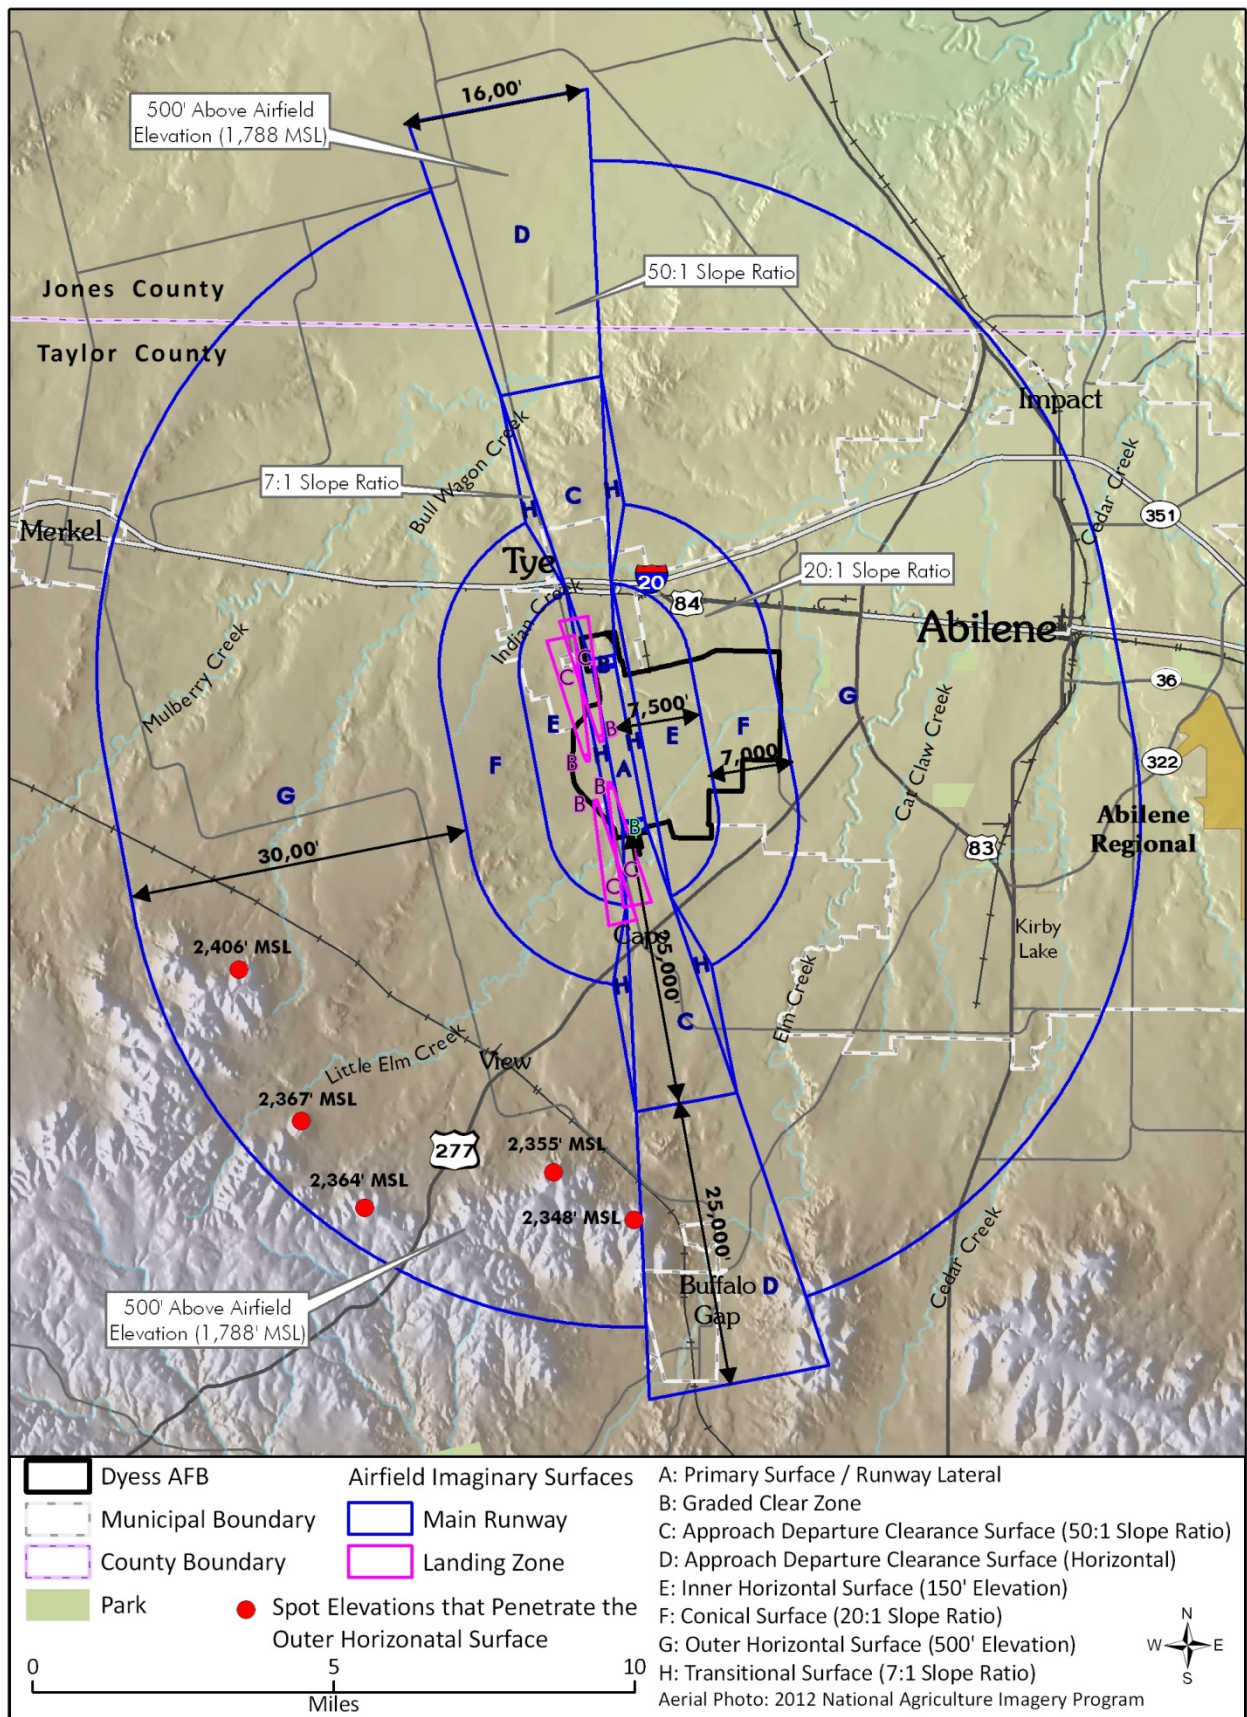 16,00'
500' Above Airfield
Elevation (1,788 MSL)
D
50:1 Slope Ratio
Jones County
Taylor County
Impact
Bull Wagon Creek
7:1 Slope Ratio
H
C
H
Cedar Creek
351
Merkel
Tye
20
20:1 Slope Ratio
84
Indian Creek
Abilene
Mulberry Creek
C
C
B
36
G
7,500'
E
B
E
F
H
H
F
7,000
B
A
Cat Claw Creek
322
B
G
B
Abilene
Regional
30,00'
B
83
C
C
2,406' MSL
Caps
25,000'
Kirby
Lake
H
H
Elm Creek
C
Little Elm Creek
View
2,367' MSL
277
2,355' MSL
2,364' MSL
2,348' MSL
25,000'
Cedar Creek
500' Above Airfield
Elevation (1,788' MSL)
Buffalo
Gap
D
Dyess AFB
Municipal Boundary
County Boundary
Park
Airfield Imaginary Surfaces
Main Runway
Landing Zone
Spot Elevations that Penetrate the
Outer Horizonatal Surface
0 5 10
Miles
A: Primary Surface / Runway Lateral
B: Graded Clear Zone
C: Approach Departure Clearance Surface (50:1 Slope Ratio)
D: Approach Departure Clearance Surface (Horizontal)
E: Inner Horizontal Surface (150' Elevation)
F: Conical Surface (20:1 Slope Ratio)
G: Outer Horizontal Surface (500' Elevation)
H: Transitional Surface (7:1 Slope Ratio)
Aerial Photo: 2012 National Agriculture Imagery Program
N
W E
S